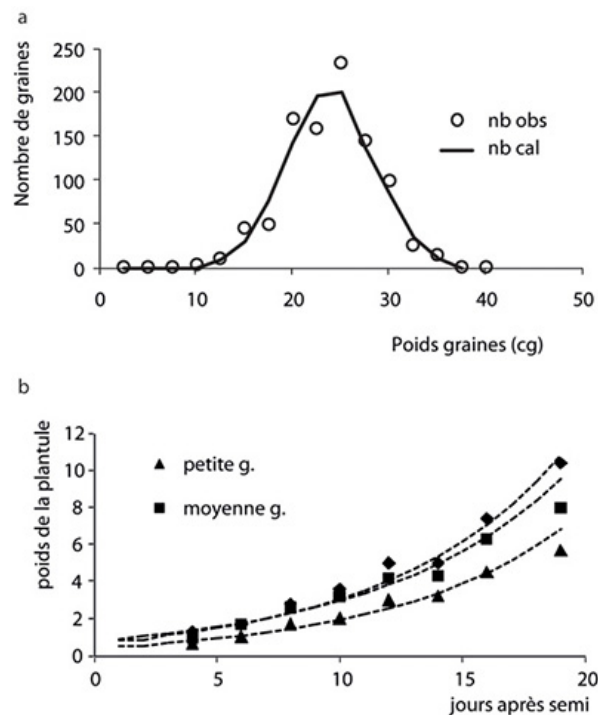 a
Nombre de graines
250
200
150
100
50
0
nb obs
nb cal
0 10 20 30 40 50
Poids graines (cg)
b
poids de la plantule
12
10
8
6
4
2
0
petite g.
moyenne g.
0 5 10 15 20
jours après semi